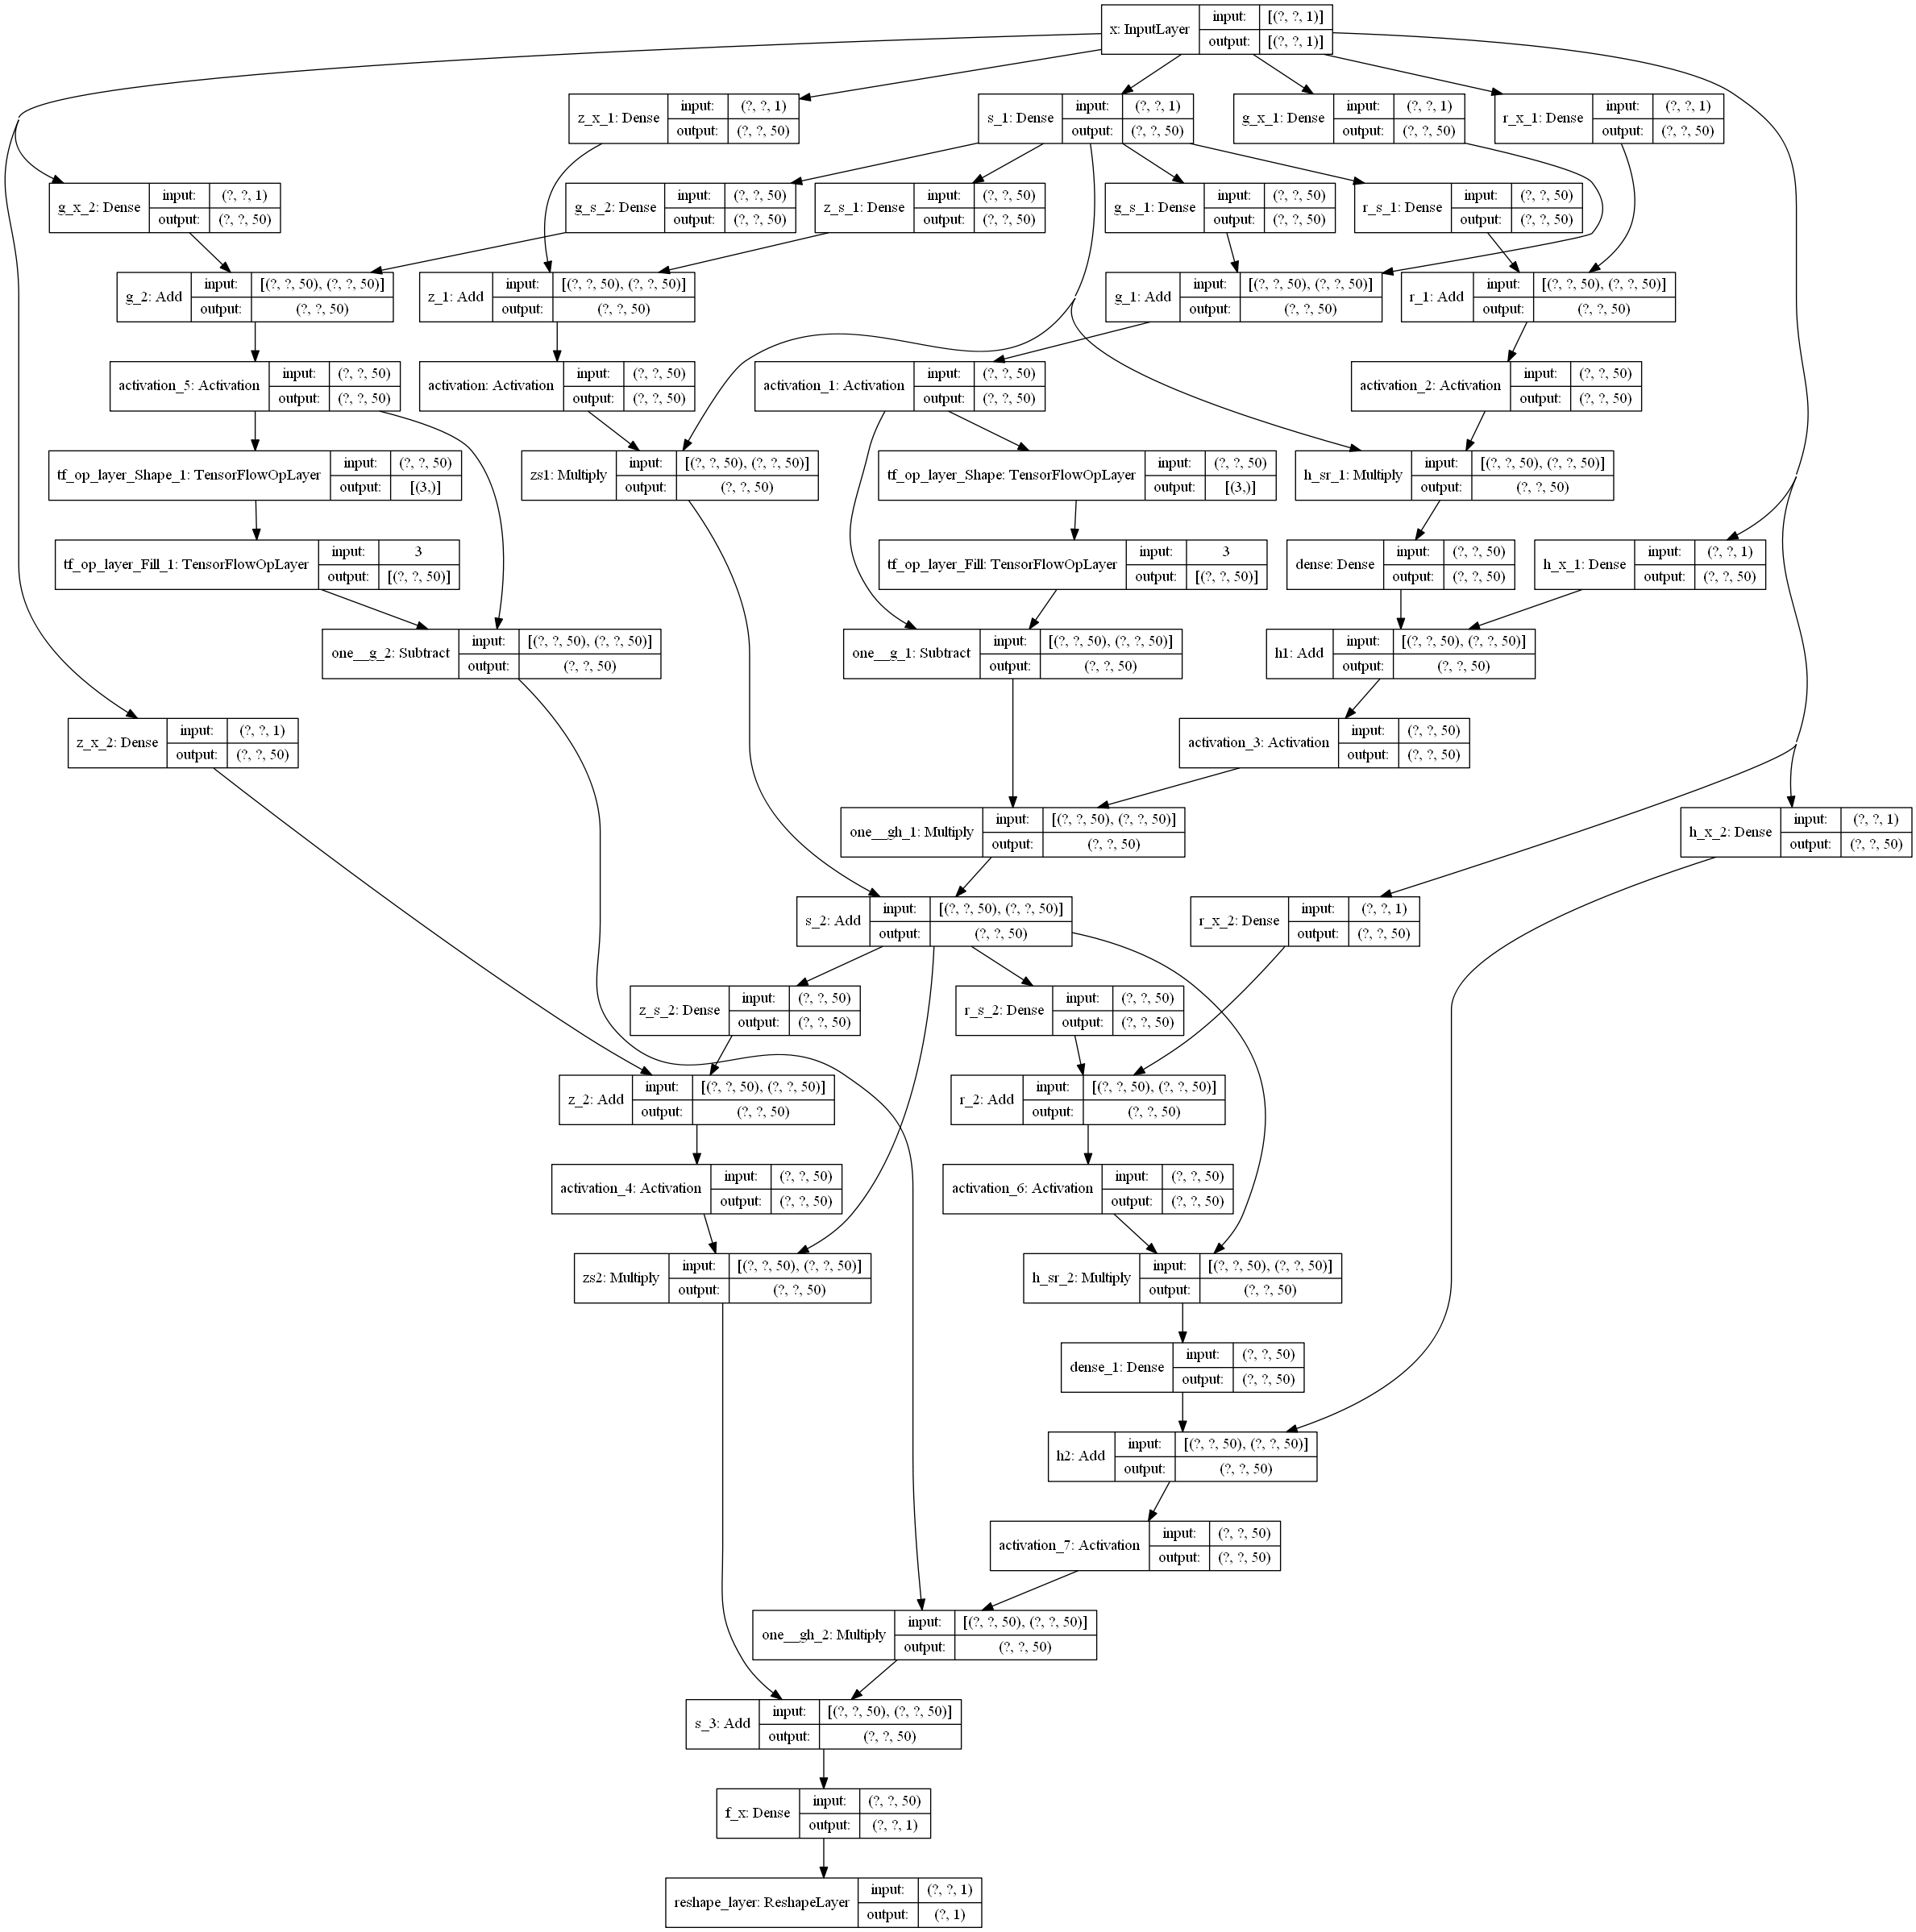 x: InputLayer input: [(?, ?, 1)]
output: [(?, ?, 1)]
z_x_1: Dense input: (?, ?, 1)
output: (?, ?, 50)
s_1: Dense input: (?, ?, 1)
output: (?, ?, 50)
g_x_1: Dense input: (?, ?, 1)
output: (?, ?, 50)
r_x_1: Dense input: (?, ?, 1)
output: (?, ?, 50)
g_x_2: Dense input: (?, ?, 1)
output: (?, ?, 50)
g_s_2: Dense input: (?, ?, 50)
output: (?, ?, 50)
z_s_1: Dense input: (?, ?, 50)
output: (?, ?, 50)
g_s_1: Dense input: (?, ?, 50)
output: (?, ?, 50)
r_s_1: Dense input: (?, ?, 50)
output: (?, ?, 50)
g_2: Add input: [(?, ?, 50), (?, ?, 50)]
output: (?, ?, 50)
z_1: Add input: [(?, ?, 50), (?, ?, 50)]
output: (?, ?, 50)
g_1: Add input: [(?, ?, 50), (?, ?, 50)]
output: (?, ?, 50)
r_1: Add input: [(?, ?, 50), (?, ?, 50)]
output: (?, ?, 50)
activation_5: Activation input: (?, ?, 50)
output: (?, ?, 50)
activation: Activation input: (?, ?, 50)
output: (?, ?, 50)
activation_1: Activation input: (?, ?, 50)
output: (?, ?, 50)
activation_2: Activation input: (?, ?, 50)
output: (?, ?, 50)
tf_op_layer_Shape_1: TensorFlowOpLayer input: (?, ?, 50)
output: [(3,)]
zs1: Multiply input: [(?, ?, 50), (?, ?, 50)]
output: (?, ?, 50)
tf_op_layer_Shape: TensorFlowOpLayer input: (?, ?, 50)
output: [(3,)]
h_sr_1: Multiply input: [(?, ?, 50), (?, ?, 50)]
output: (?, ?, 50)
tf_op_layer_Fill_1: TensorFlowOpLayer input: 3
output: [(?, ?, 50)]
tf_op_layer_Fill: TensorFlowOpLayer input: 3
output: [(?, ?, 50)]
dense: Dense input: (?, ?, 50)
output: (?, ?, 50)
h_x_1: Dense input: (?, ?, 1)
output: (?, ?, 50)
one__g_2: Subtract input: [(?, ?, 50), (?, ?, 50)]
output: (?, ?, 50)
one__g_1: Subtract input: [(?, ?, 50), (?, ?, 50)]
output: (?, ?, 50)
h1: Add input: [(?, ?, 50), (?, ?, 50)]
output: (?, ?, 50)
z_x_2: Dense input: (?, ?, 1)
output: (?, ?, 50)
activation_3: Activation input: (?, ?, 50)
output: (?, ?, 50)
one__gh_1: Multiply input: [(?, ?, 50), (?, ?, 50)]
output: (?, ?, 50)
h_x_2: Dense input: (?, ?, 1)
output: (?, ?, 50)
s_2: Add input: [(?, ?, 50), (?, ?, 50)]
output: (?, ?, 50)
r_x_2: Dense input: (?, ?, 1)
output: (?, ?, 50)
z_s_2: Dense input: (?, ?, 50)
output: (?, ?, 50)
r_s_2: Dense input: (?, ?, 50)
output: (?, ?, 50)
z_2: Add input: [(?, ?, 50), (?, ?, 50)]
output: (?, ?, 50)
r_2: Add input: [(?, ?, 50), (?, ?, 50)]
output: (?, ?, 50)
activation_4: Activation input: (?, ?, 50)
output: (?, ?, 50)
activation_6: Activation input: (?, ?, 50)
output: (?, ?, 50)
zs2: Multiply input: [(?, ?, 50), (?, ?, 50)]
output: (?, ?, 50)
h_sr_2: Multiply input: [(?, ?, 50), (?, ?, 50)]
output: (?, ?, 50)
dense_1: Dense input: (?, ?, 50)
output: (?, ?, 50)
h2: Add input: [(?, ?, 50), (?, ?, 50)]
output: (?, ?, 50)
activation_7: Activation input: (?, ?, 50)
output: (?, ?, 50)
one__gh_2: Multiply input: [(?, ?, 50), (?, ?, 50)]
output: (?, ?, 50)
s_3: Add input: [(?, ?, 50), (?, ?, 50)]
output: (?, ?, 50)
f_x: Dense input: (?, ?, 50)
output: (?, ?, 1)
reshape_layer: ReshapeLayer input: (?, ?, 1)
output: (?, 1)